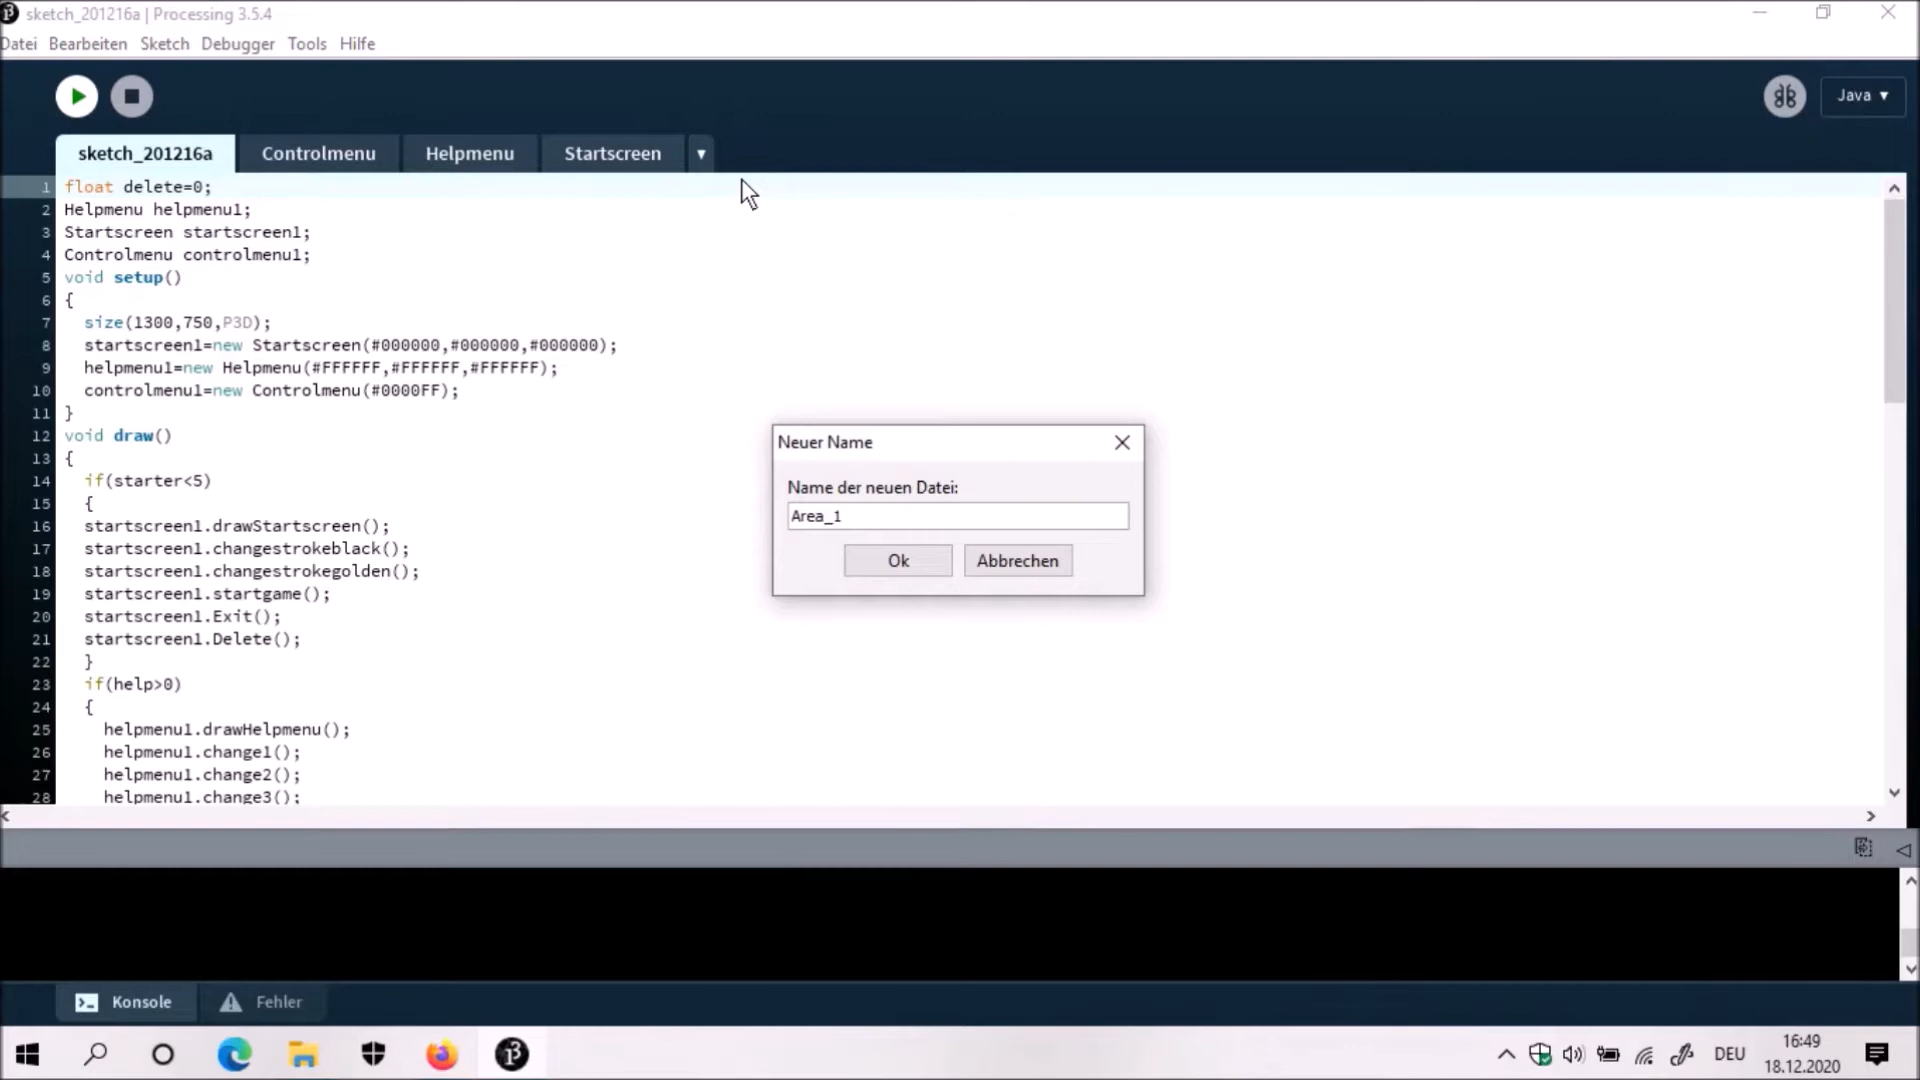 sketch_201216a | Processing 3.5.4
Datei Bearbeiten Sketch Debugger Tools Hilfe
Java ▾
sketch_201216a Controlmenu Helpmenu Startscreen ▾
1 float delete=0;
2 Helpmenu helpmenu1;
3 Startscreen startscreen1;
4 Controlmenu controlmenu1;
5 void setup()
6 {
7 size(1300,750,P3D);
8 startscreen1=new Startscreen(#000000,#000000,#000000);
9 helpmenu1=new Helpmenu(#FFFFFF,#FFFFFF,#FFFFFF);
10 controlmenu1=new Controlmenu(#0000FF);
11 }
12 void draw()
13 {
14 if(starter<5)
15 {
16 startscreen1.drawStartscreen();
17 startscreen1.changestrokeblack();
18 startscreen1.changestrokegolden();
19 startscreen1.startgame();
20 startscreen1.Exit();
21 startscreen1.Delete();
22 }
23 if(help>0)
24 {
25 helpmenu1.drawHelpmenu();
26 helpmenu1.change1();
27 helpmenu1.change2();
28 helpmenu1.change3();
Neuer Name
Name der neuen Datei:
Area_1
Ok Abbrechen
Konsole Fehler
DEU
16:49
18.12.2020